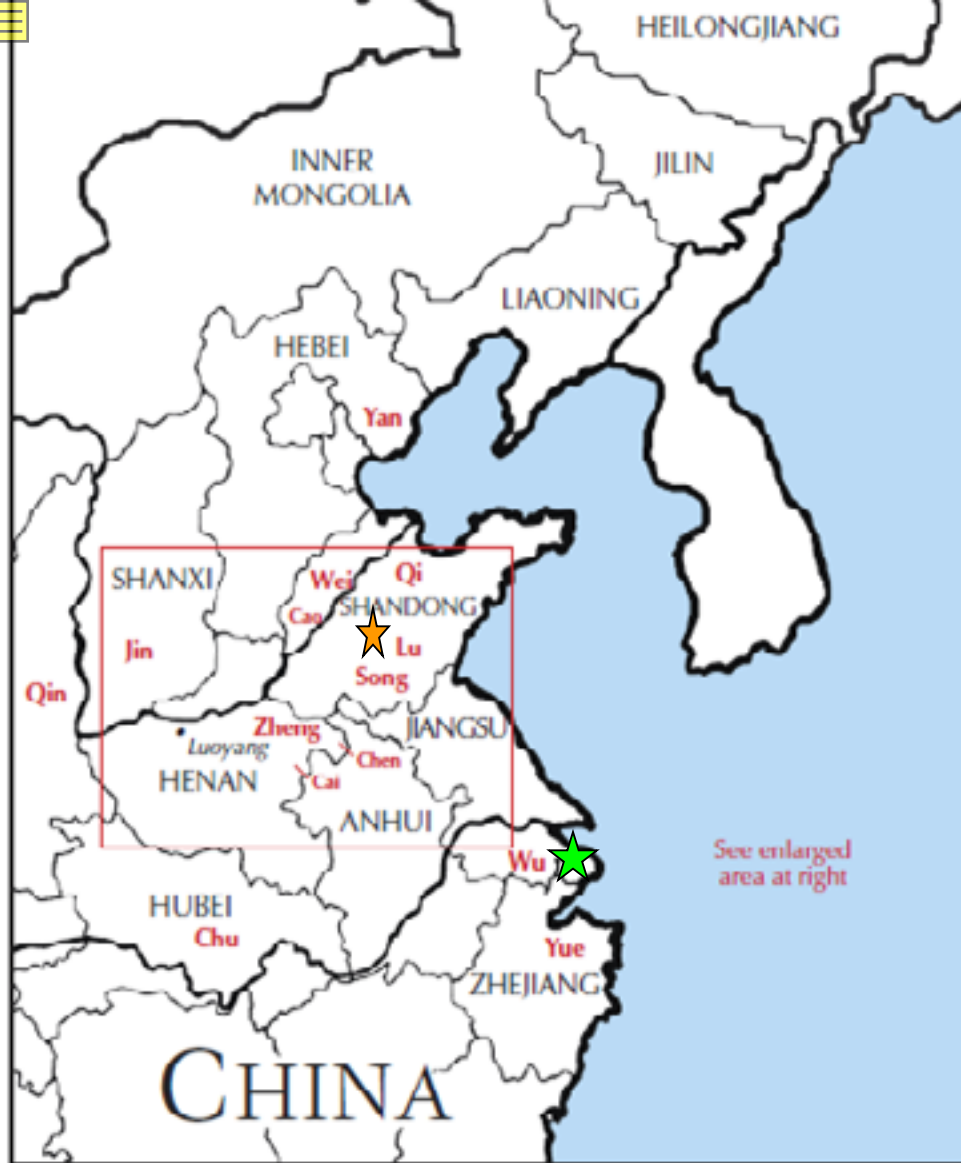 HEILONGJIANG
INNER
MONGOLIA
JILIN
LIAONING
HEBEI
Yan
SHANXI
Wei
Qi
Cao
SHANDONG
Jin
Lu
Song
Qin
Zheng
JIANGSU
Luoyang
Chen
HENAN
Cai
ANHUI
Wu
See enlarged
area at right
HUBEI
Chu
Yue
ZHEJIANG
CHINA